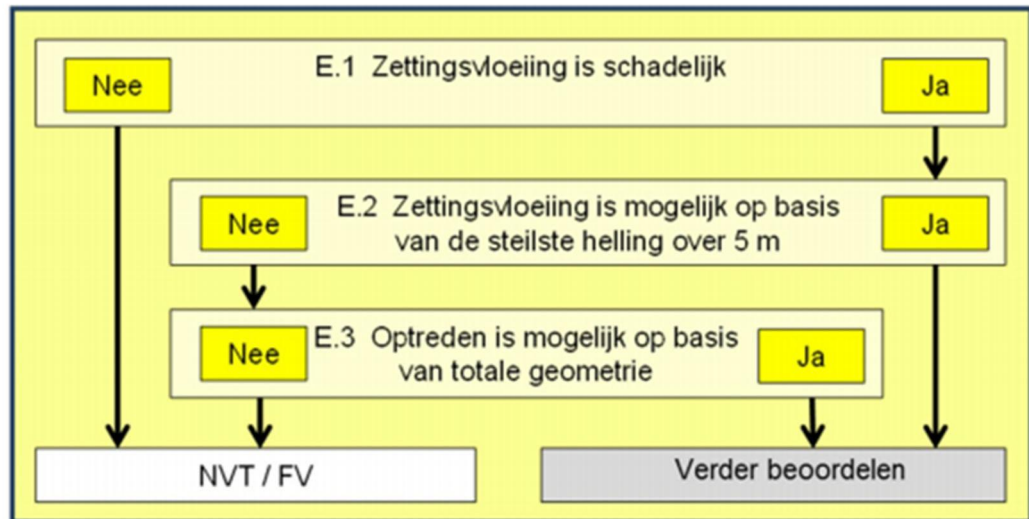 E.1 Zettingsvloeiing is schadelijk
Nee
Ja
E.2 Zettingsvloeiing is mogelijk op basis
van de steilste helling over 5 m
Nee
Ja
E.3 Optreden is mogelijk op basis
van totale geometrie
Nee
Ja
NVT / FV
Verder beoordelen